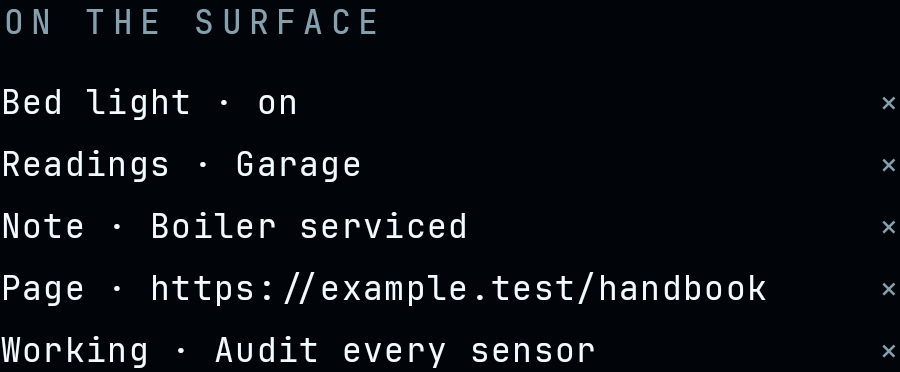 ON THE SURFACE
Bed light · on ×
Readings · Garage ×
Note · Boiler serviced ×
Page · https://example.test/handbook ×
Working · Audit every sensor ×